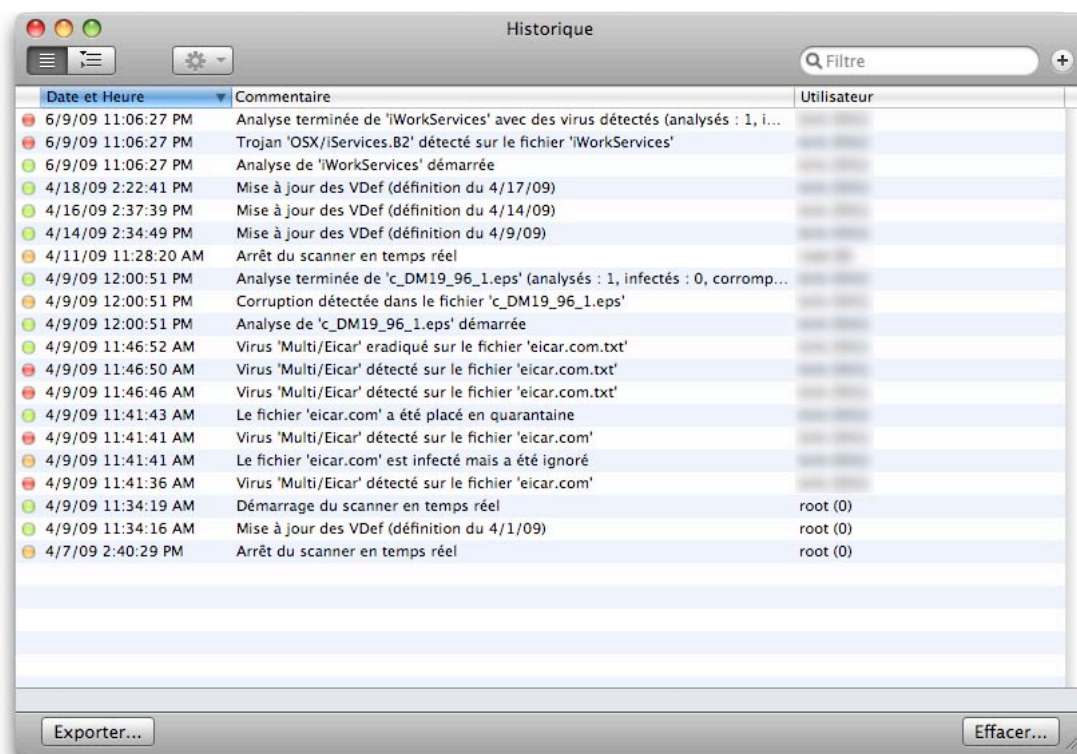 Historique
Filtre
Date et Heure Commentaire Utilisateur
6/9/09 11:06:27 PM Analyse terminée de 'iWorkServices' avec des virus détectés (analysés : 1, i...
6/9/09 11:06:27 PM Trojan 'OSX/iServices.B2' détecté sur le fichier 'iWorkServices'
6/9/09 11:06:27 PM Analyse de 'iWorkServices' démarrée
4/18/09 2:22:41 PM Mise à jour des VDef (définition du 4/17/09)
4/16/09 2:37:39 PM Mise à jour des VDef (définition du 4/14/09)
4/14/09 2:34:49 PM Mise à jour des VDef (définition du 4/9/09)
4/11/09 11:28:20 AM Arrêt du scanner en temps réel
4/9/09 12:00:51 PM Analyse terminée de 'c_DM19_96_1.eps' (analysés : 1, infectés : 0, corromp...
4/9/09 12:00:51 PM Corruption détectée dans le fichier 'c_DM19_96_1.eps'
4/9/09 12:00:51 PM Analyse de 'c_DM19_96_1.eps' démarrée
4/9/09 11:46:52 AM Virus 'Multi/Eicar' eradiqué sur le fichier 'eicar.com.txt'
4/9/09 11:46:50 AM Virus 'Multi/Eicar' détecté sur le fichier 'eicar.com.txt'
4/9/09 11:46:46 AM Virus 'Multi/Eicar' détecté sur le fichier 'eicar.com.txt'
4/9/09 11:41:43 AM Le fichier 'eicar.com' a été placé en quarantaine
4/9/09 11:41:41 AM Virus 'Multi/Eicar' détecté sur le fichier 'eicar.com'
4/9/09 11:41:41 AM Le fichier 'eicar.com' est infecté mais a été ignoré
4/9/09 11:41:36 AM Virus 'Multi/Eicar' détecté sur le fichier 'eicar.com'
4/9/09 11:34:19 AM Démarrage du scanner en temps réel root (0)
4/9/09 11:34:16 AM Mise à jour des VDef (définition du 4/1/09) root (0)
4/7/09 2:40:29 PM Arrêt du scanner en temps réel root (0)
Exporter... Effacer...